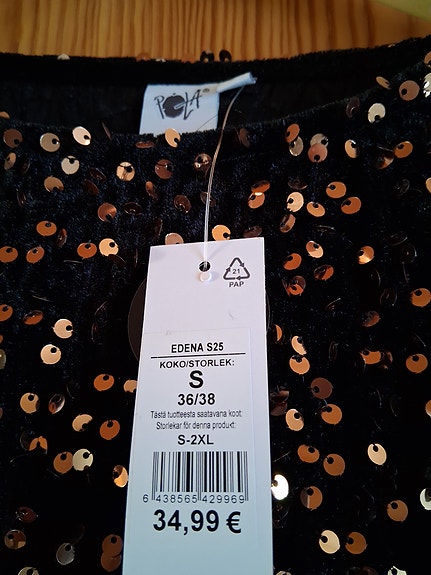 POLA
21
PAP
EDENA S25
KOKO/STORLEK:
S
36/38
Tästä tuotteesta saatavana koot:
Storlekar för denna produkt:
S-2XL
6 438565 429969
34,99 €